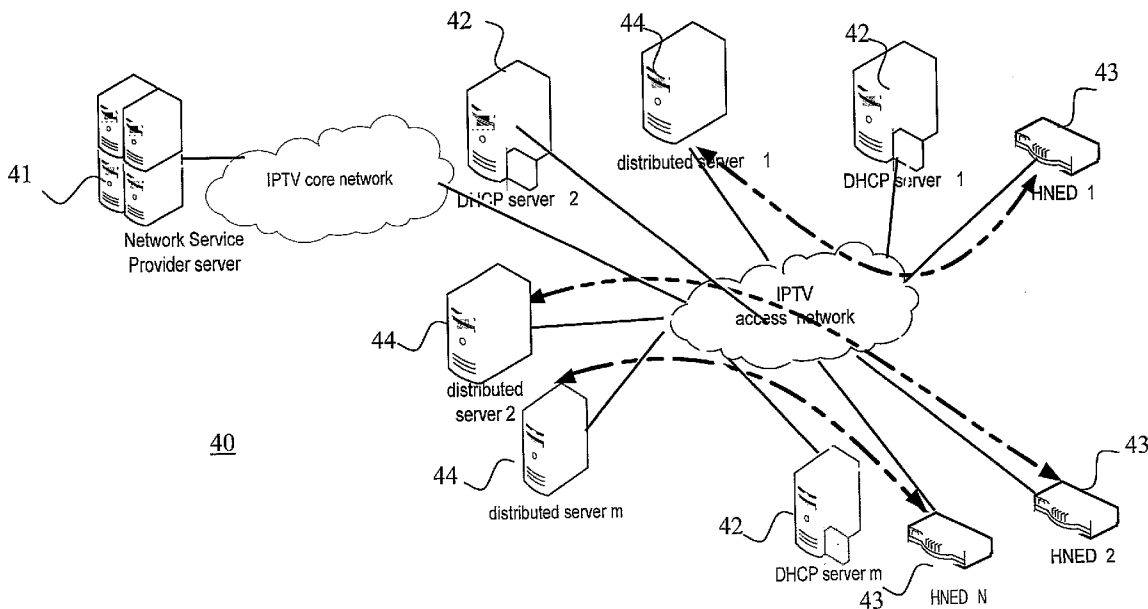 42
44
42
43
41
IPTV core network
Network Service
Provider server
DHCP server 2
distributed server 1
DHCP server 1
HNED 1
IPTV
access network
44
distributed
server 2
40
44
distributed server m
42
DHCP server m
43
HNED N
43
HNED 2